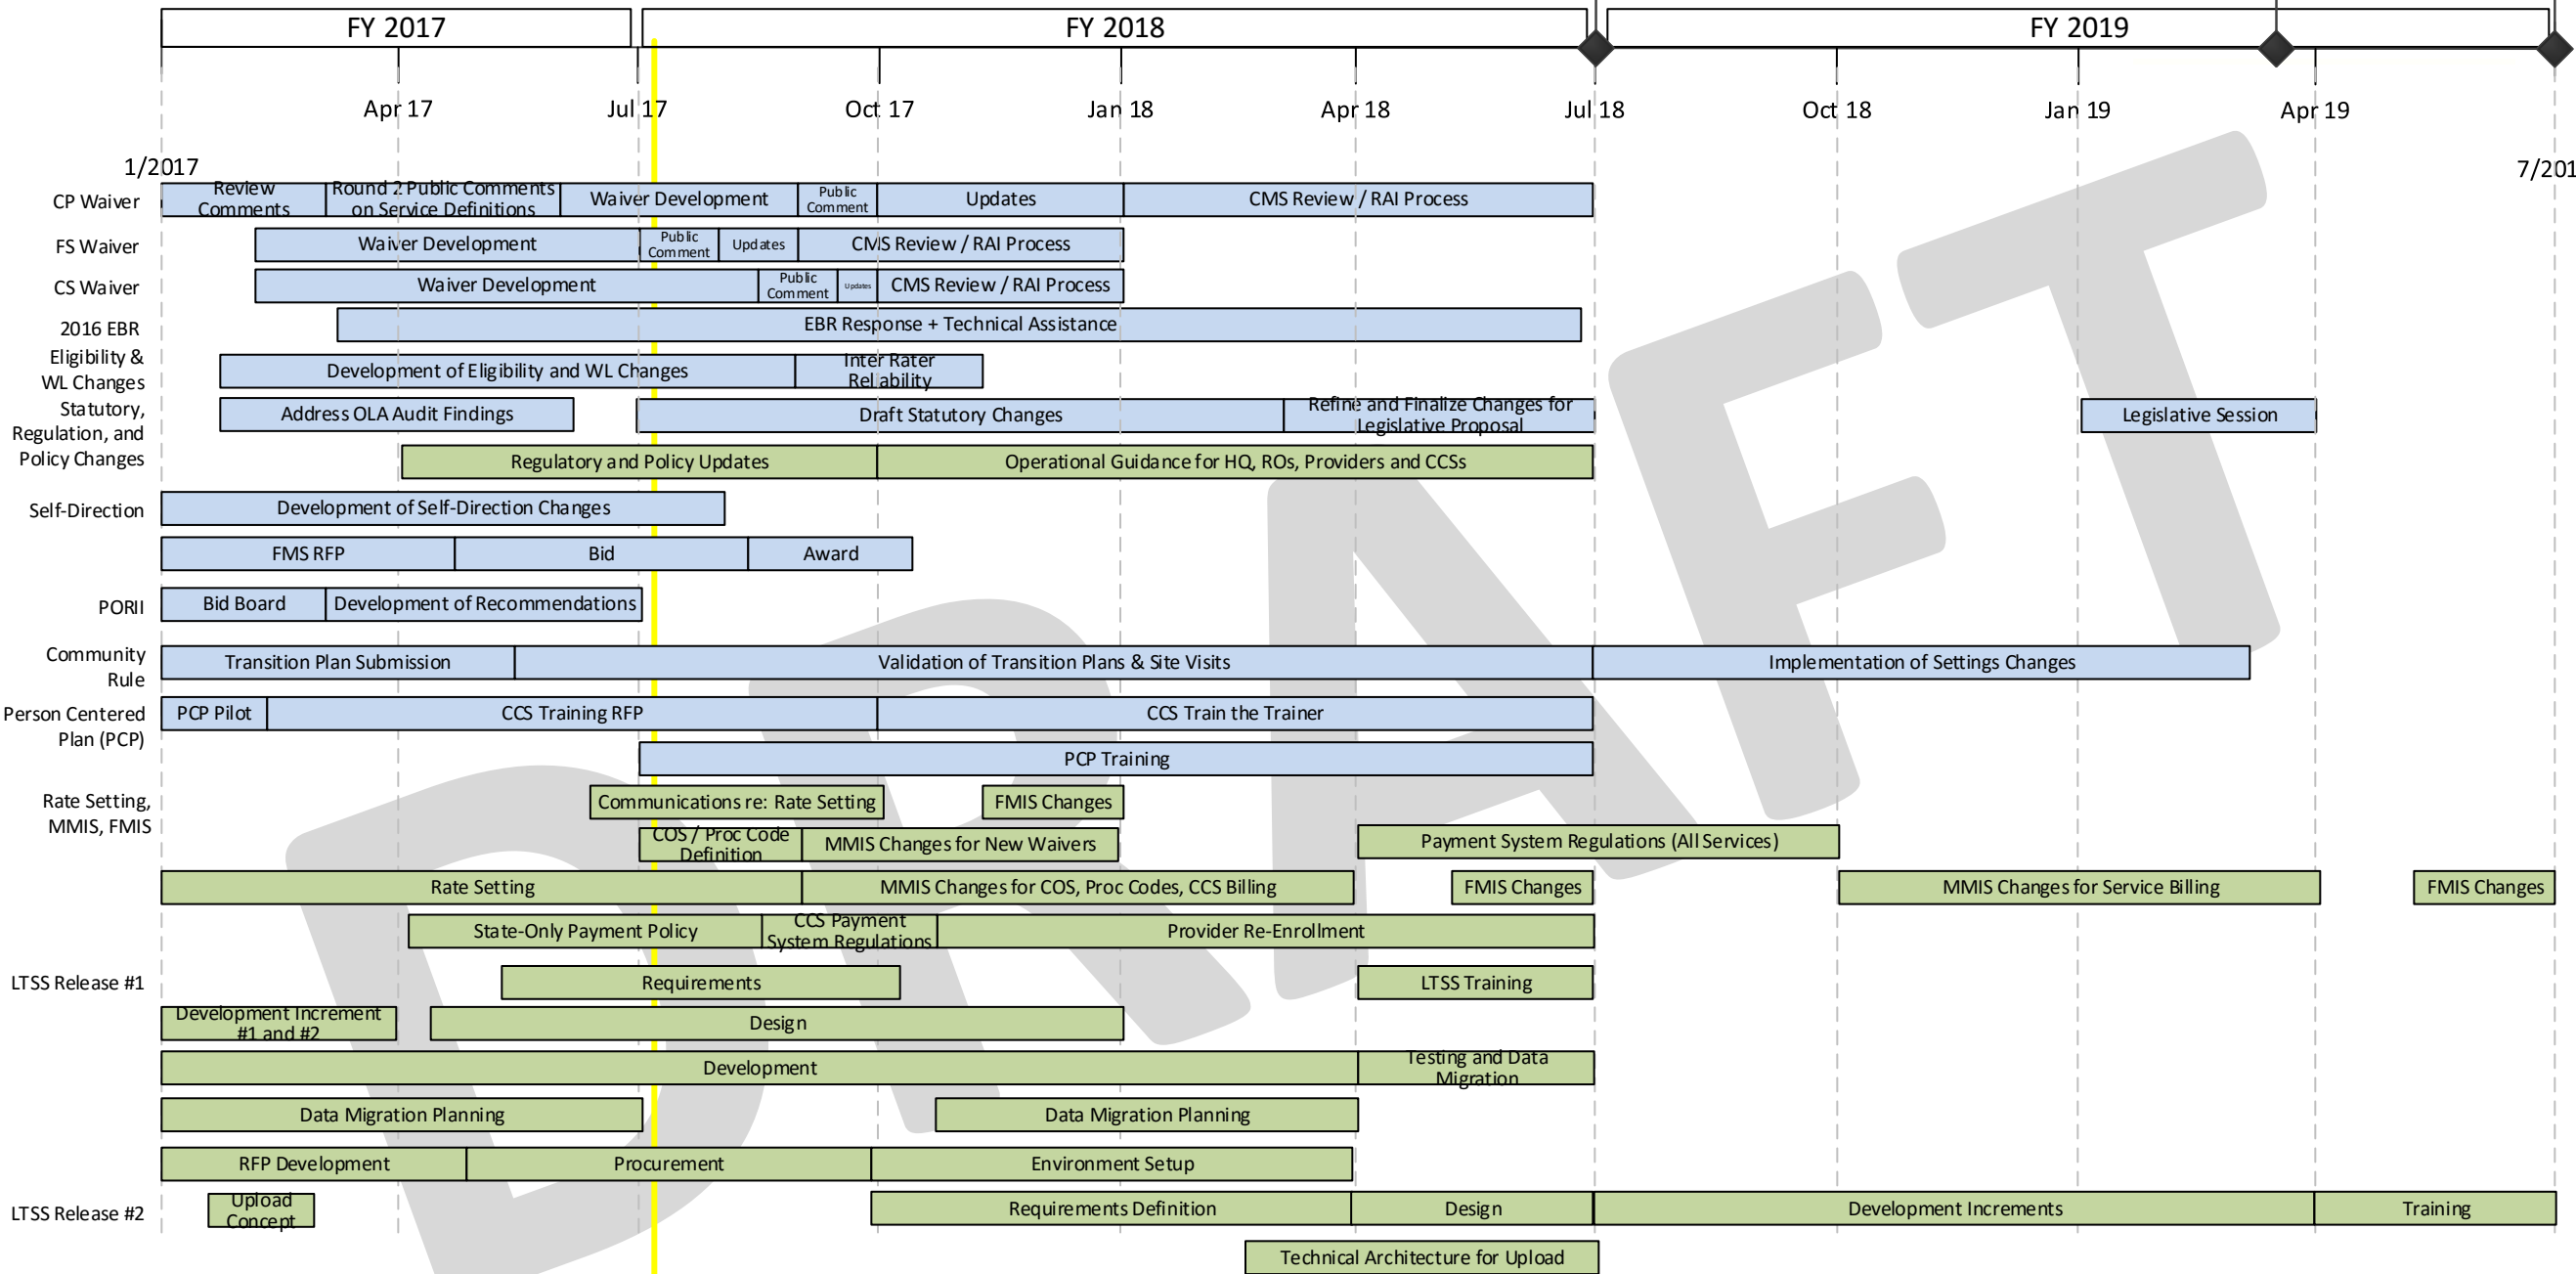 FY 2017
FY 2018
FY 2019
Apr 17
Jul 17
Oct 17
Jan 18
Apr 18
Jul 18
Oct 18
Jan 19
Apr 19
1/2017
7/201
CP Waiver
Review
Comments
Round 2 Public Comments
on Service Definitions
Waiver Development
Public
Comment
Updates
CMS Review / RAI Process
FS Waiver
Waiver Development
Public
Comment
Updates
CMS Review / RAI Process
CS Waiver
Waiver Development
Public
Comment
Updates
CMS Review / RAI Process
2016 EBR
EBR Response + Technical Assistance
Eligibility &
WL Changes
Development of Eligibility and WL Changes
Inter Rater
Reliability
Statutory,
Regulation, and
Policy Changes
Address OLA Audit Findings
Draft Statutory Changes
Refine and Finalize Changes for
Legislative Proposal
Legislative Session
Regulatory and Policy Updates
Operational Guidance for HQ, ROs, Providers and CCSs
Self-Direction
Development of Self-Direction Changes
FMS RFP
Bid
Award
PORII
Bid Board
Development of Recommendations
Community
Rule
Transition Plan Submission
Validation of Transition Plans & Site Visits
Implementation of Settings Changes
Person Centered
Plan (PCP)
PCP Pilot
CCS Training RFP
CCS Train the Trainer
PCP Training
Rate Setting,
MMIS, FMIS
Communications re: Rate Setting
FMIS Changes
COS / Proc Code
Definition
MMIS Changes for New Waivers
Payment System Regulations (All Services)
Rate Setting
MMIS Changes for COS, Proc Codes, CCS Billing
FMIS Changes
MMIS Changes for Service Billing
FMIS Changes
State-Only Payment Policy
CCS Payment
System Regulations
Provider Re-Enrollment
LTSS Release #1
Requirements
LTSS Training
Development Increment
#1 and #2
Design
Development
Testing and Data
Migration
Data Migration Planning
Data Migration Planning
RFP Development
Procurement
Environment Setup
LTSS Release #2
Upload
Concept
Requirements Definition
Design
Development Increments
Training
Technical Architecture for Upload
DRAFT